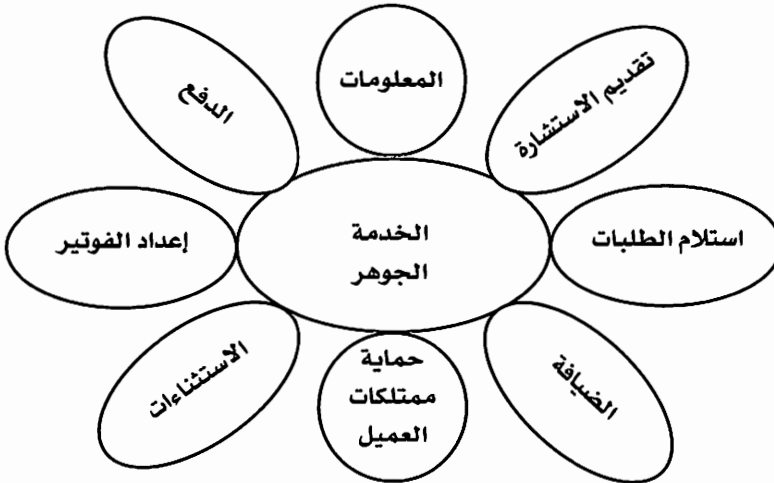 المعلومات
تقديم الاستشارة
استلام الطلبات
الضيافة
حماية
ممتلكات
العميل
الاستثناءات
إعداد الفوتير
الدفع
الخدمة
الجوهر